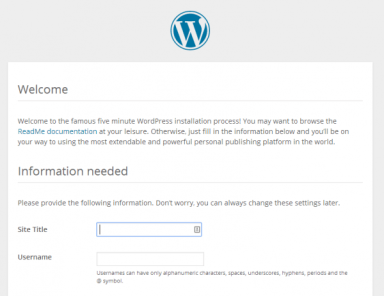 Welcome
Welcome to the famous five minute WordPress installation process! You may want to browse the
ReadMe documentation at your leisure. Otherwise, just fill in the information below and you'll be on
your way to using the most extendable and powerful personal publishing platform in the world.
Information needed
Please provide the following information. Don't worry, you can always change these settings later.
Site Title
Username
Usernames can have only alphanumeric characters, spaces, underscores, hyphens, periods and the
@ symbol.